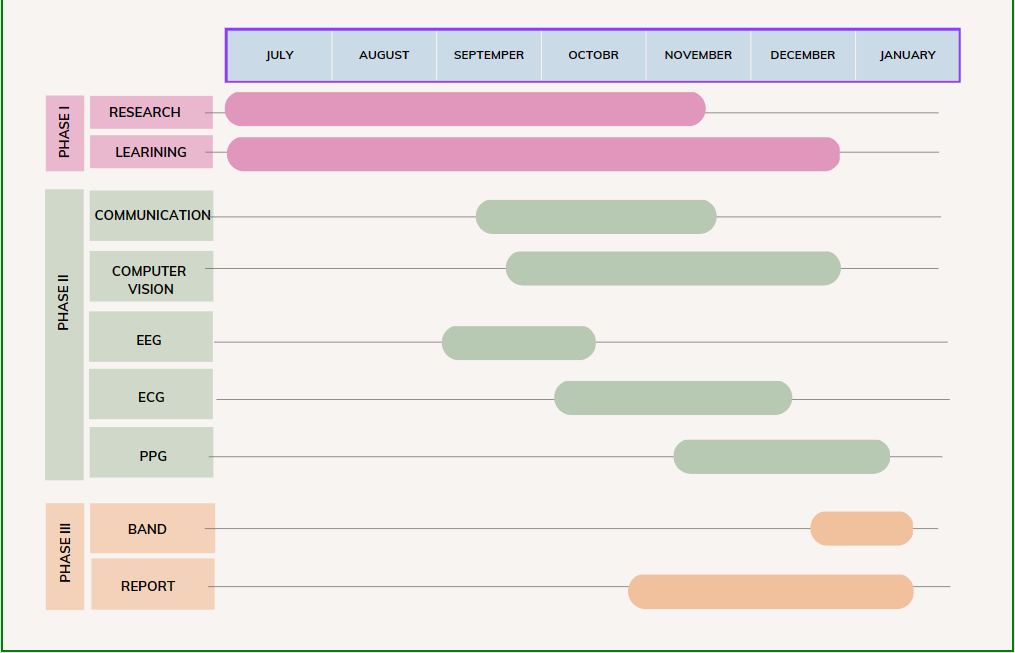 JULY AUGUST SEPTEMPER OCTOBR NOVEMBER DECEMBER JANUARY
PHASE I
RESEARCH
LEARINING
PHASE II
COMMUNICATION
COMPUTER
VISION
EEG
ECG
PPG
PHASE III
BAND
REPORT